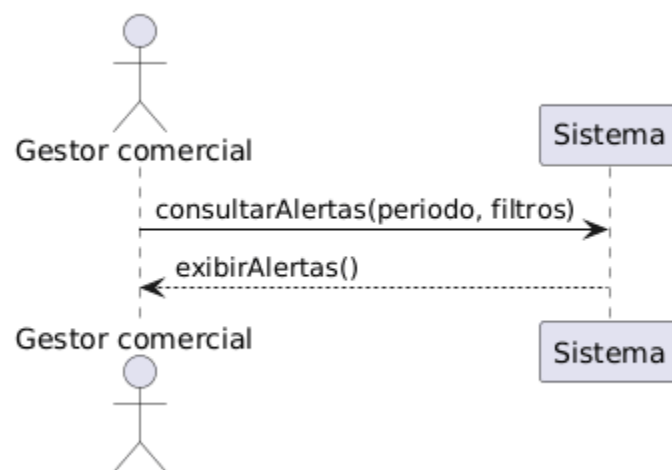 Gestor comercial
Sistema
consultarAlertas(periodo, filtros)
exibirAlertas()
Gestor comercial
Sistema